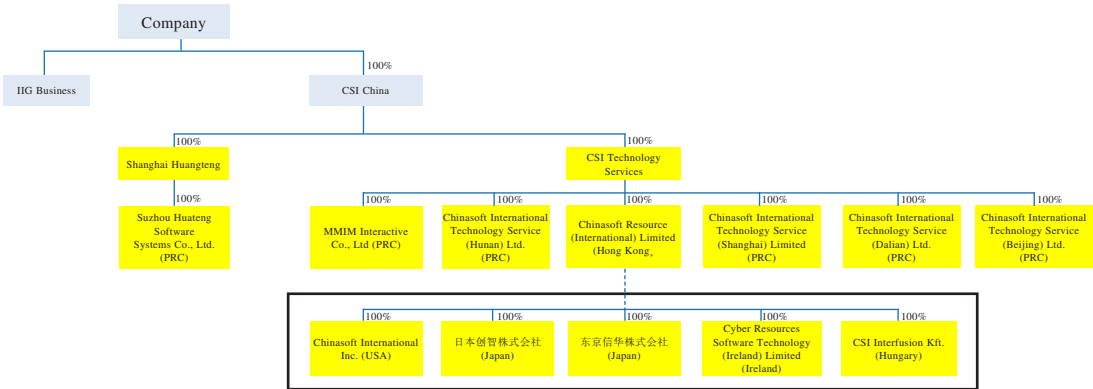 Company
100%
IIG Business
CSI China
100%
100%
Shanghai Huangteng
CSI Technology
Services
100%
100%
100%
100%
100%
100%
100%
Suzhou Huateng
Software
Systems Co., Ltd.
(PRC)
MMIM Interactive
Co., Ltd (PRC)
Chinasoft International
Technology Service
(Hunan) Ltd.
(PRC)
Chinasoft Resource
(International) Limited
(Hong Kong¸
Chinasoft International
Technology Service
(Shanghai) Limited
(PRC)
Chinasoft International
Technology Service
(Dalian) Ltd.
(PRC)
Chinasoft International
Technology Service
(Beijing) Ltd.
(PRC)
100%
100%
100%
100%
100%
Chinasoft International
Inc. (USA)
日本创智株式会社
(Japan)
东京信华株式会社
(Japan)
Cyber Resources
Software Technology
(Ireland) Limited
(Ireland)
CSI Interfusion Kft.
(Hungary)